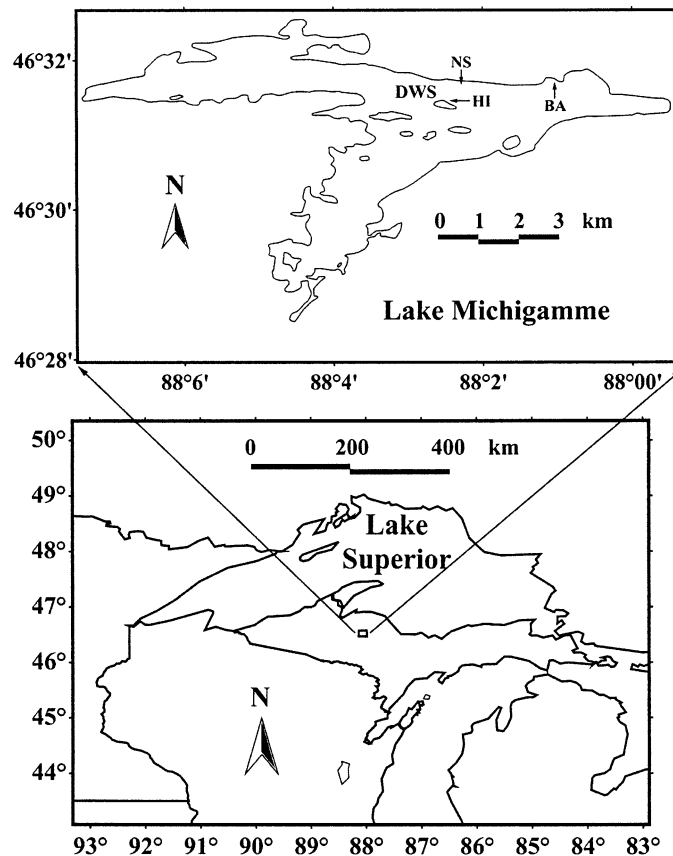 46°32'
NS
DWS
HI
BA
N
46°30'
0 1 2 3 km
Lake Michigamme
46°28'
88°6' 88°4' 88°2' 88°00'
50°
0 200 400 km
49°
Lake
Superior
48°
47°
46°
N
45°
44°
93° 92° 91° 90° 89° 88° 87° 86° 85° 84° 83°